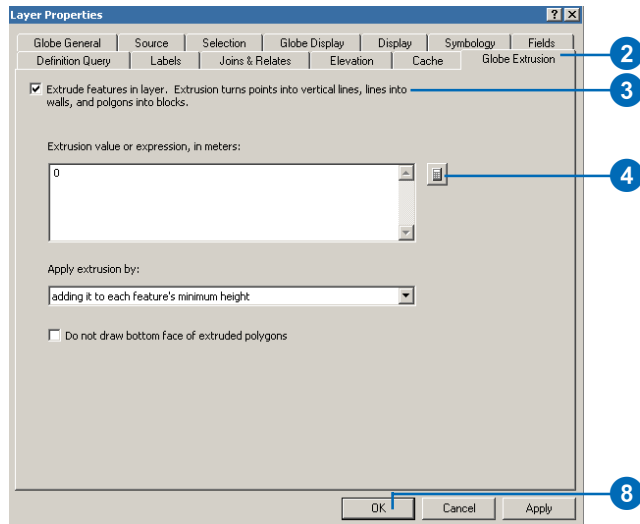 Layer Properties
Globe General Source Selection Globe Display Display Symbology Fields
Definition Query Labels Joins & Relates Elevation Cache Globe Extrusion
2
Extrude features in layer. Extrusion turns points into vertical lines, lines into
3
walls, and polgons into blocks.
Extrusion value or expression, in meters:
0
4
Apply extrusion by:
adding it to each feature's minimum height
Do not draw bottom face of extruded polygons
8
OK Cancel Apply